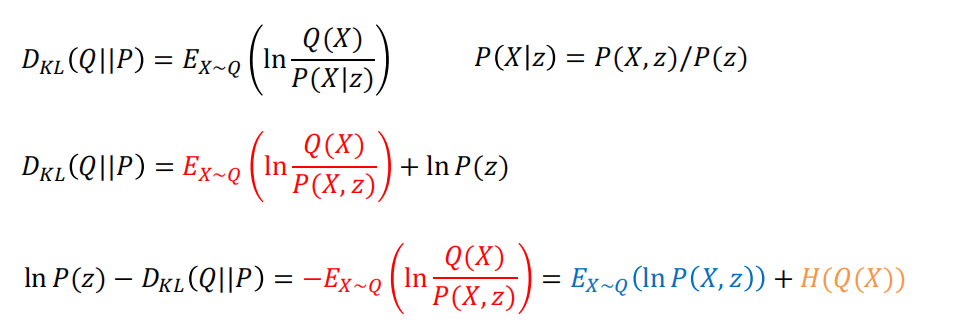 D_{KL}(Q||P) = E_{X~Q} (ln Q(X)/P(X|z)) P(X|z) = P(X,z)/P(z)
D_{KL}(Q||P) = E_{X~Q} (ln Q(X)/P(X,z)) + ln P(z)
ln P(z) − D_{KL}(Q||P) = −E_{X~Q} (ln Q(X)/P(X,z)) = E_{X~Q}(ln P(X,z)) + H(Q(X))